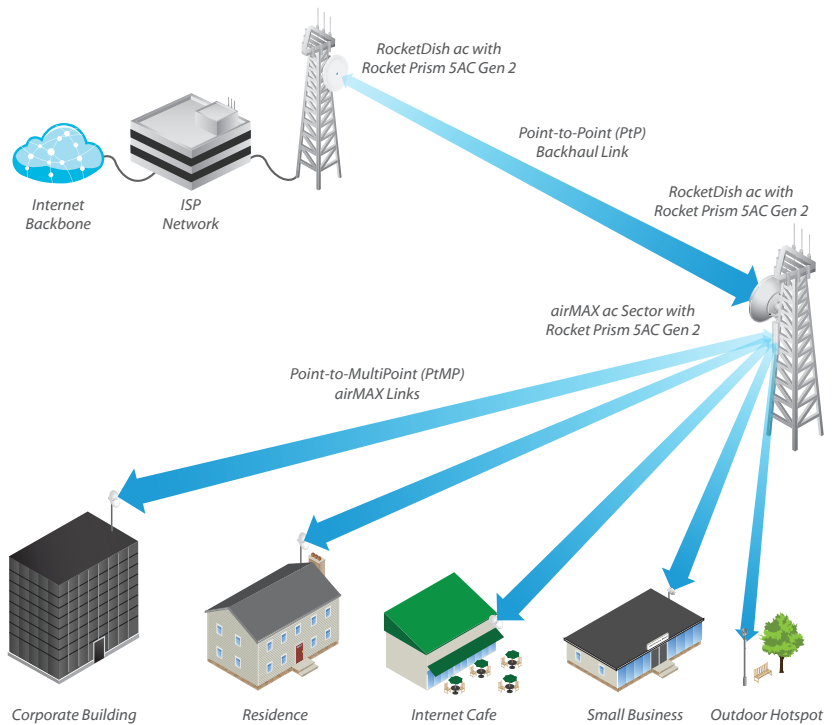 RocketDish ac with
Rocket Prism 5AC Gen 2
Point-to-Point (PtP)
Backhaul Link
Internet
Backbone
ISP
Network
RocketDish ac with
Rocket Prism 5AC Gen 2
airMAX ac Sector with
Rocket Prism 5AC Gen 2
Point-to-MultiPoint (PtMP)
airMAX Links
Corporate Building
Residence
Internet Cafe
Small Business
Outdoor Hotspot